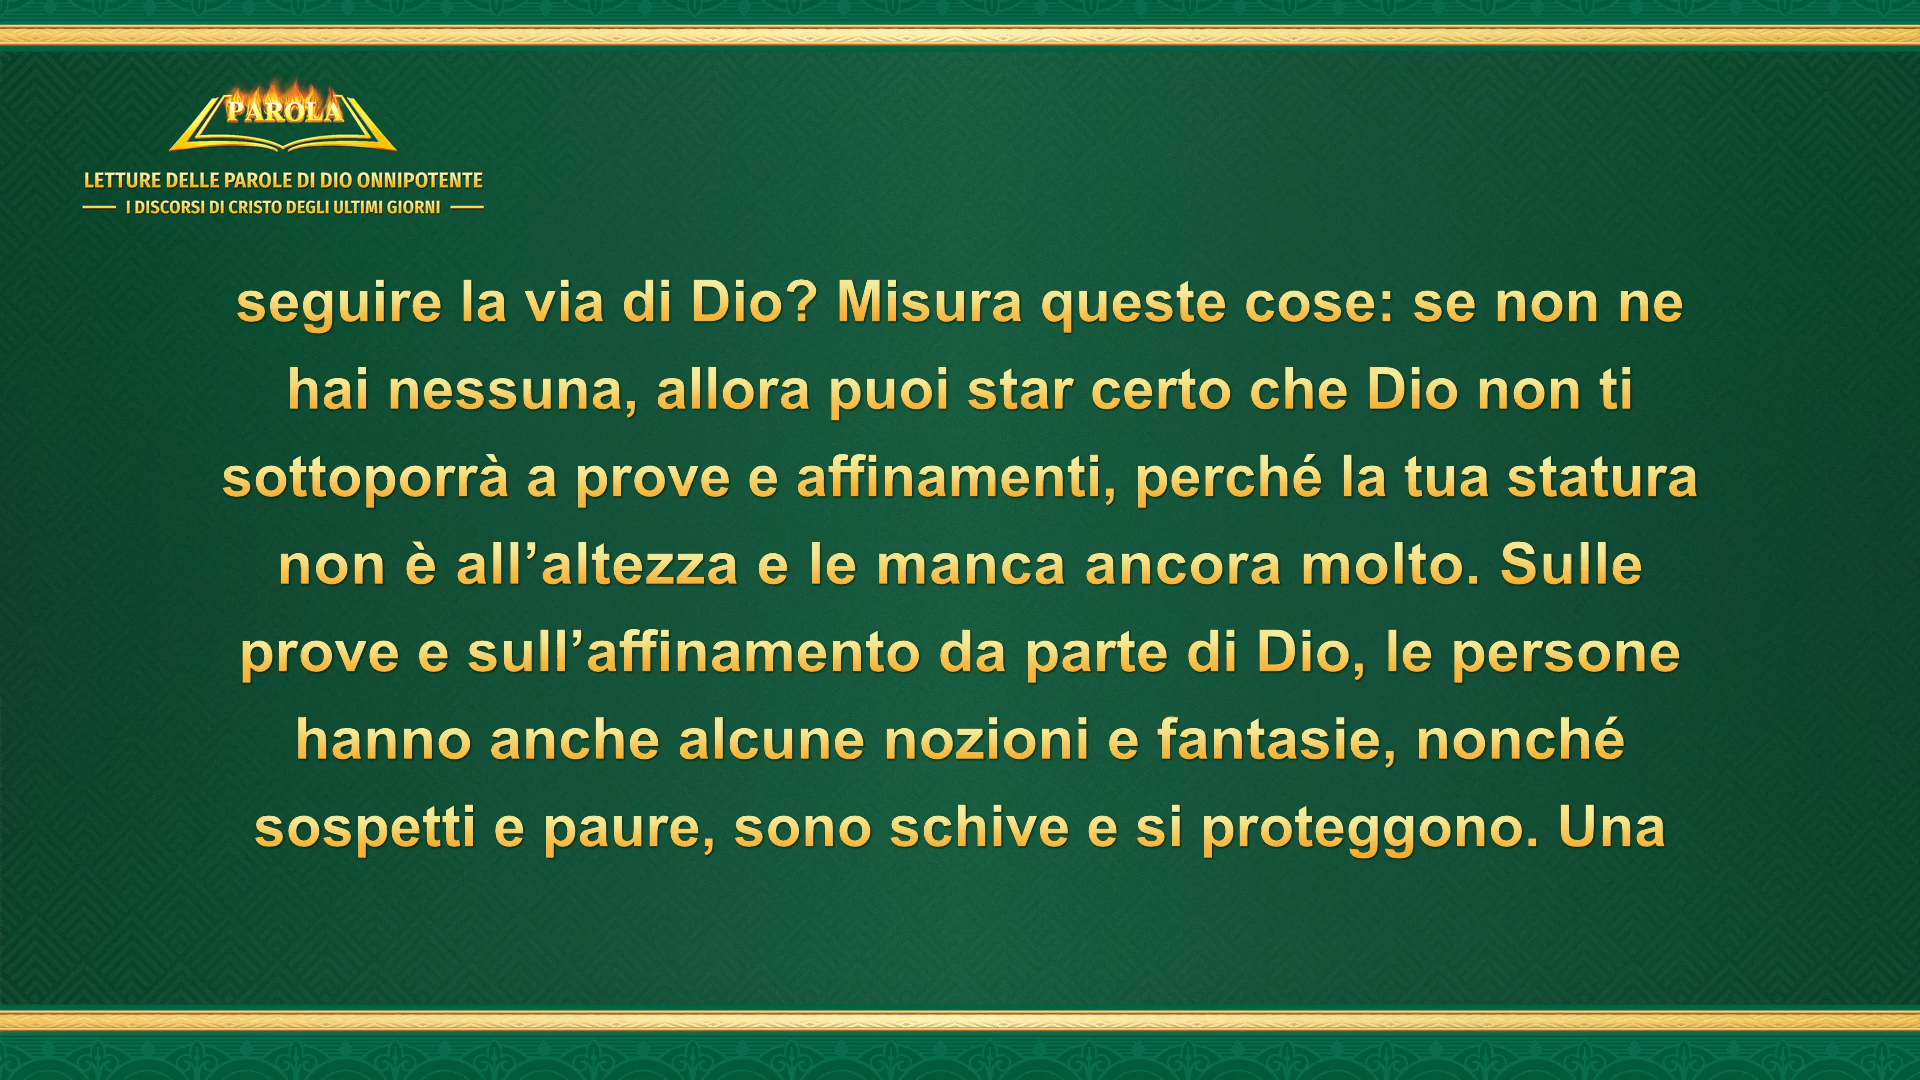 PAROLA
LETTURE DELLE PAROLE DI DIO ONNIPOTENTE
I DISCORSI DI CRISTO DEGLI ULTIMI GIORNI
seguire la via di Dio? Misura queste cose: se non ne
hai nessuna, allora puoi star certo che Dio non ti
sottoporrà a prove e affinamenti, perché la tua statura
non è all’altezza e le manca ancora molto. Sulle
prove e sull’affinamento da parte di Dio, le persone
hanno anche alcune nozioni e fantasie, nonché
sospetti e paure, sono schive e si proteggono. Una